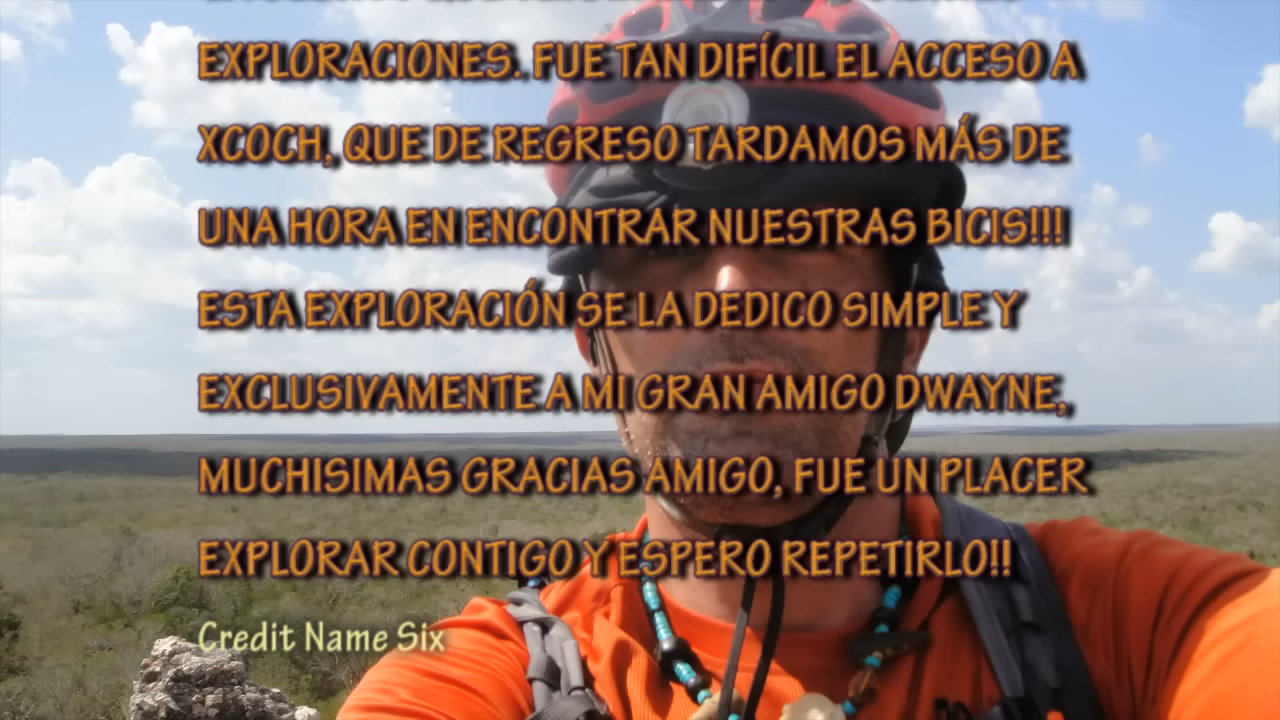 EXPLORACIONES. FUE TAN DIFÍCIL EL ACCESO A
XCOCH, QUE DE REGRESO TARDAMOS MÁS DE
UNA HORA EN ENCONTRAR NUESTRAS BICIS!!!
ESTA EXPLORACIÓN SE LA DEDICO SIMPLE Y
EXCLUSIVAMENTE A MI GRAN AMIGO DWAYNE,
MUCHISIMAS GRACIAS AMIGO, FUE UN PLACER
EXPLORAR CONTIGO Y ESPERO REPETIRLO!!
Credit Name Six